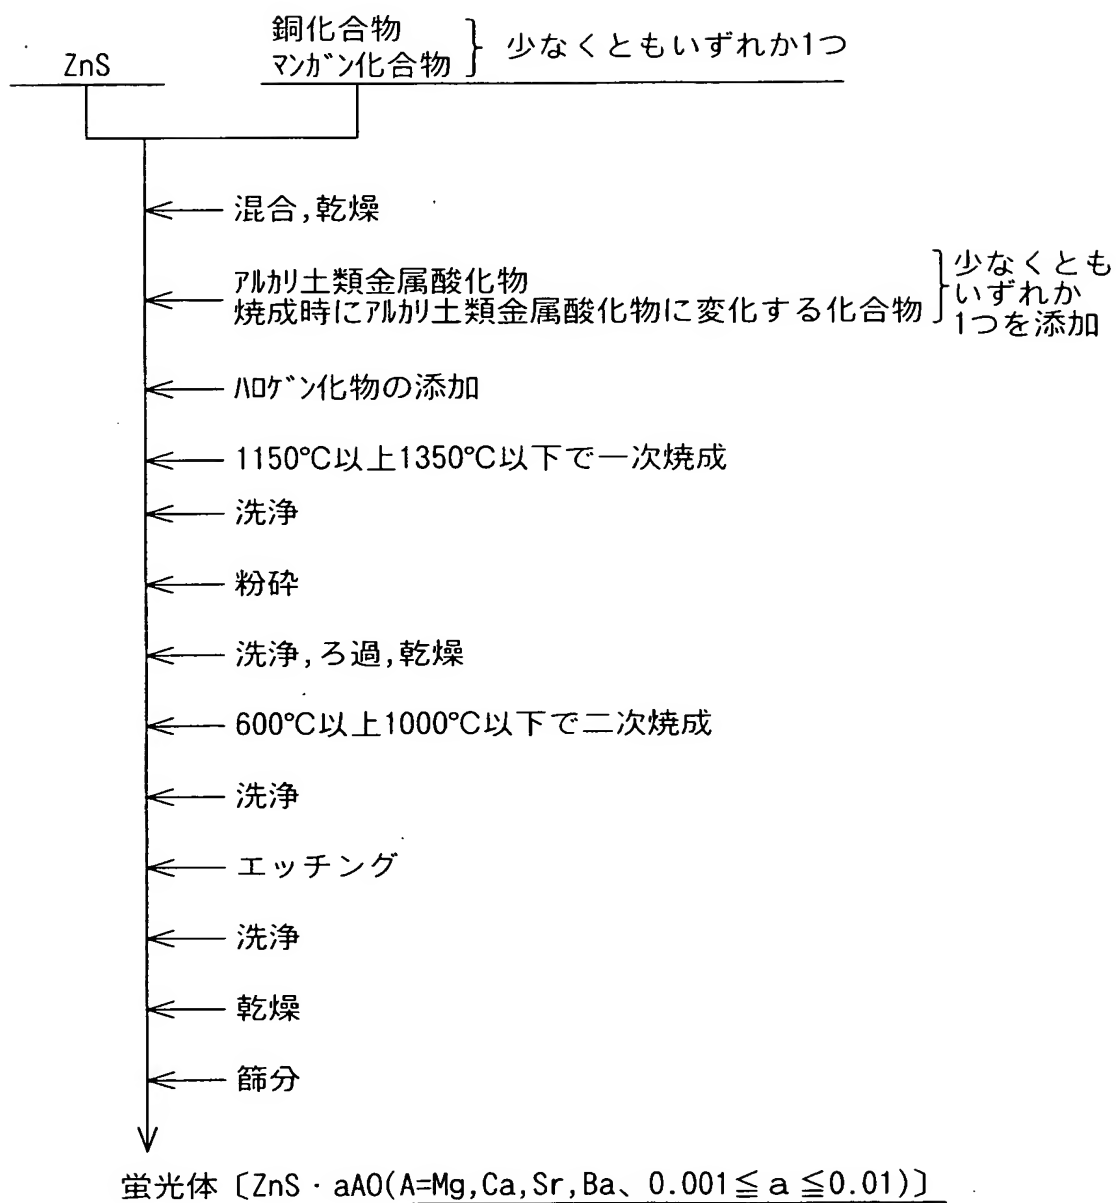 銅化合物
マンガン化合物
少なくともいずれか1つ
ZnS
混合,乾燥
アルカリ土類金属酸化物
焼成時にアルカリ土類金属酸化物に変化する化合物
少なくとも
いずれか
1つを添加
ハロゲン化物の添加
1150℃以上1350℃以下で一次焼成
洗浄
粉砕
洗浄,ろ過,乾燥
600℃以上1000℃以下で二次焼成
洗浄
エッチング
洗浄
乾燥
篩分
蛍光体〔ZnS・aAO(A=Mg,Ca,Sr,Ba、0.001≦a≦0.01)〕